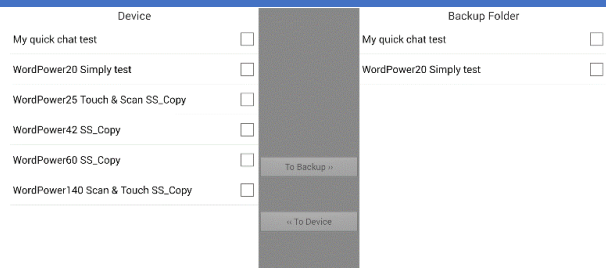 Device
My quick chat test
WordPower20 Simply test
WordPower25 Touch & Scan SS_Copy
WordPower42 SS_Copy
WordPower60 SS_Copy
WordPower140 Scan & Touch SS_Copy
To Backup ››
‹‹ To Device
Backup Folder
My quick chat test
WordPower20 Simply test